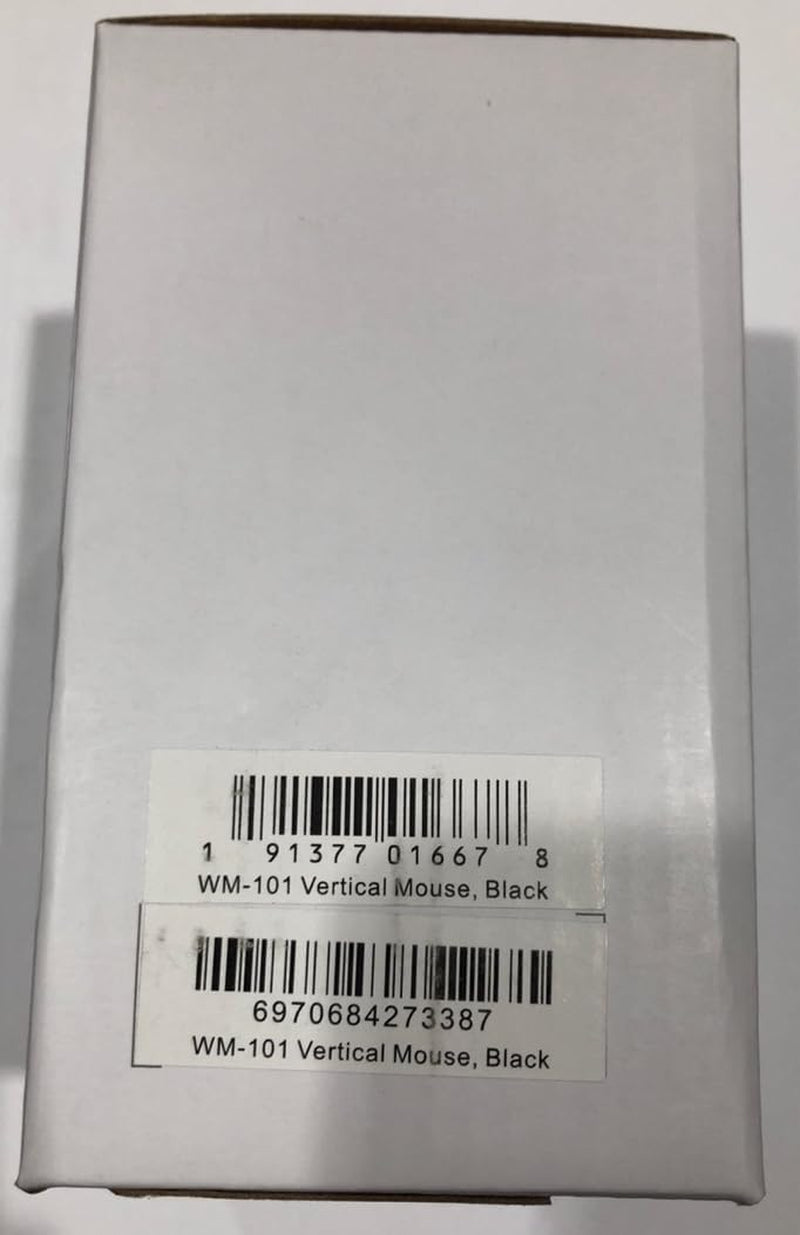 1 91377 01667 8
WM-101 Vertical Mouse, Black
6970684273387
WM-101 Vertical Mouse, Black